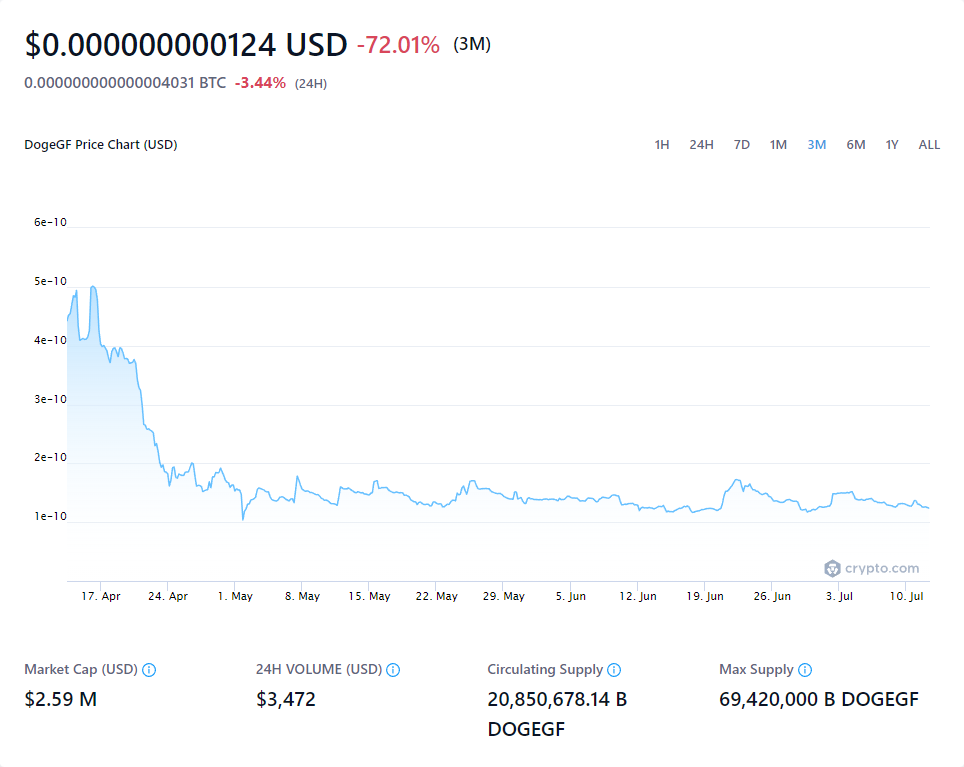 $0.000000000124 USD -72.01% (3M)
0.000000000000004031 BTC -3.44% (24H)
DogeGF Price Chart (USD) 1H 24H 7D 1M 3M 6M 1Y ALL
6e-10
5e-10
4e-10
3e-10
2e-10
1e-10
crypto.com
17. Apr 24. Apr 1. May 8. May 15. May 22. May 29. May 5. Jun 12. Jun 19. Jun 26. Jun 3. Jul 10. Jul
Market Cap (USD) 24H VOLUME (USD) Circulating Supply Max Supply
$2.59 M $3,472 20,850,678.14 B 69,420,000 B DOGEGF
DOGEGF